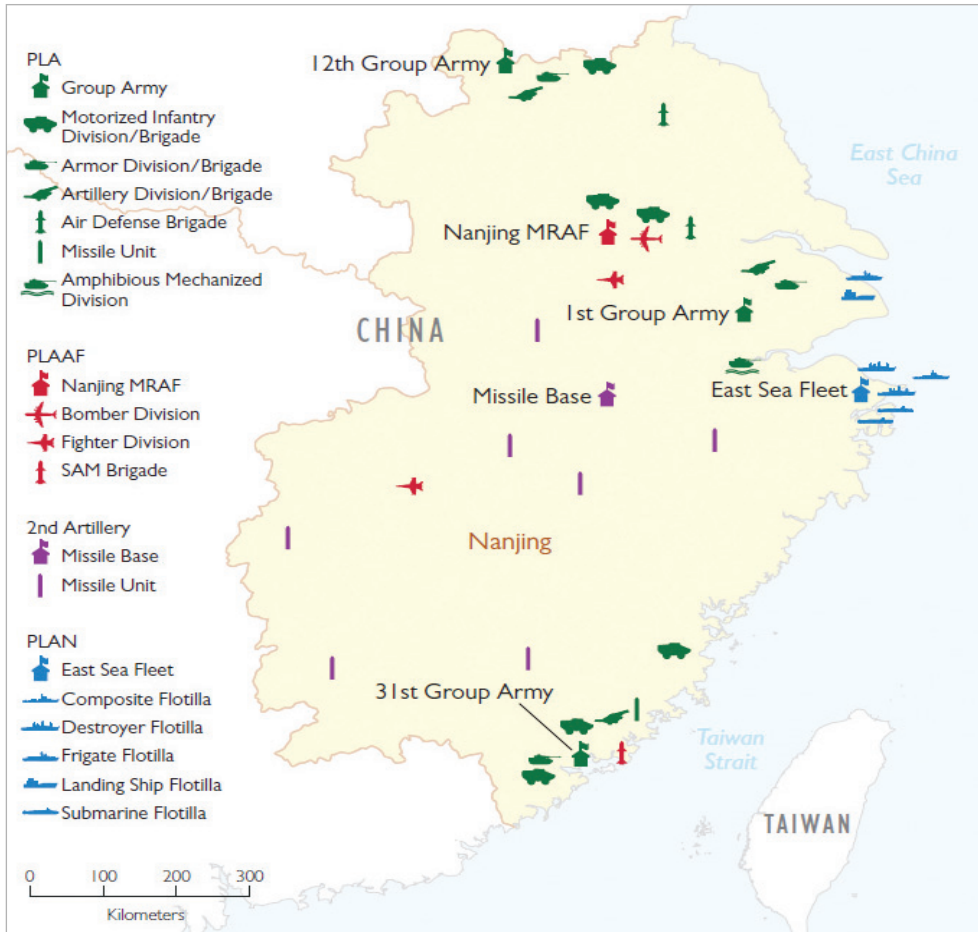 PLA
Group Army
Motorized Infantry
Division/Brigade
Armor Division/Brigade
Artillery Division/Brigade
Air Defense Brigade
Missile Unit
Amphibious Mechanized
Division
PLAAF
Nanjing MRAF
Bomber Division
Fighter Division
SAM Brigade
2nd Artillery
Missile Base
Missile Unit
PLAN
East Sea Fleet
Composite Flotilla
Destroyer Flotilla
Frigate Flotilla
Landing Ship Flotilla
Submarine Flotilla
0 100 200 300
Kilometers
12th Group Army
East China
Sea
Nanjing MRAF
1st Group Army
CHINA
Missile Base
East Sea Fleet
Nanjing
31st Group Army
Taiwan
Strait
TAIWAN